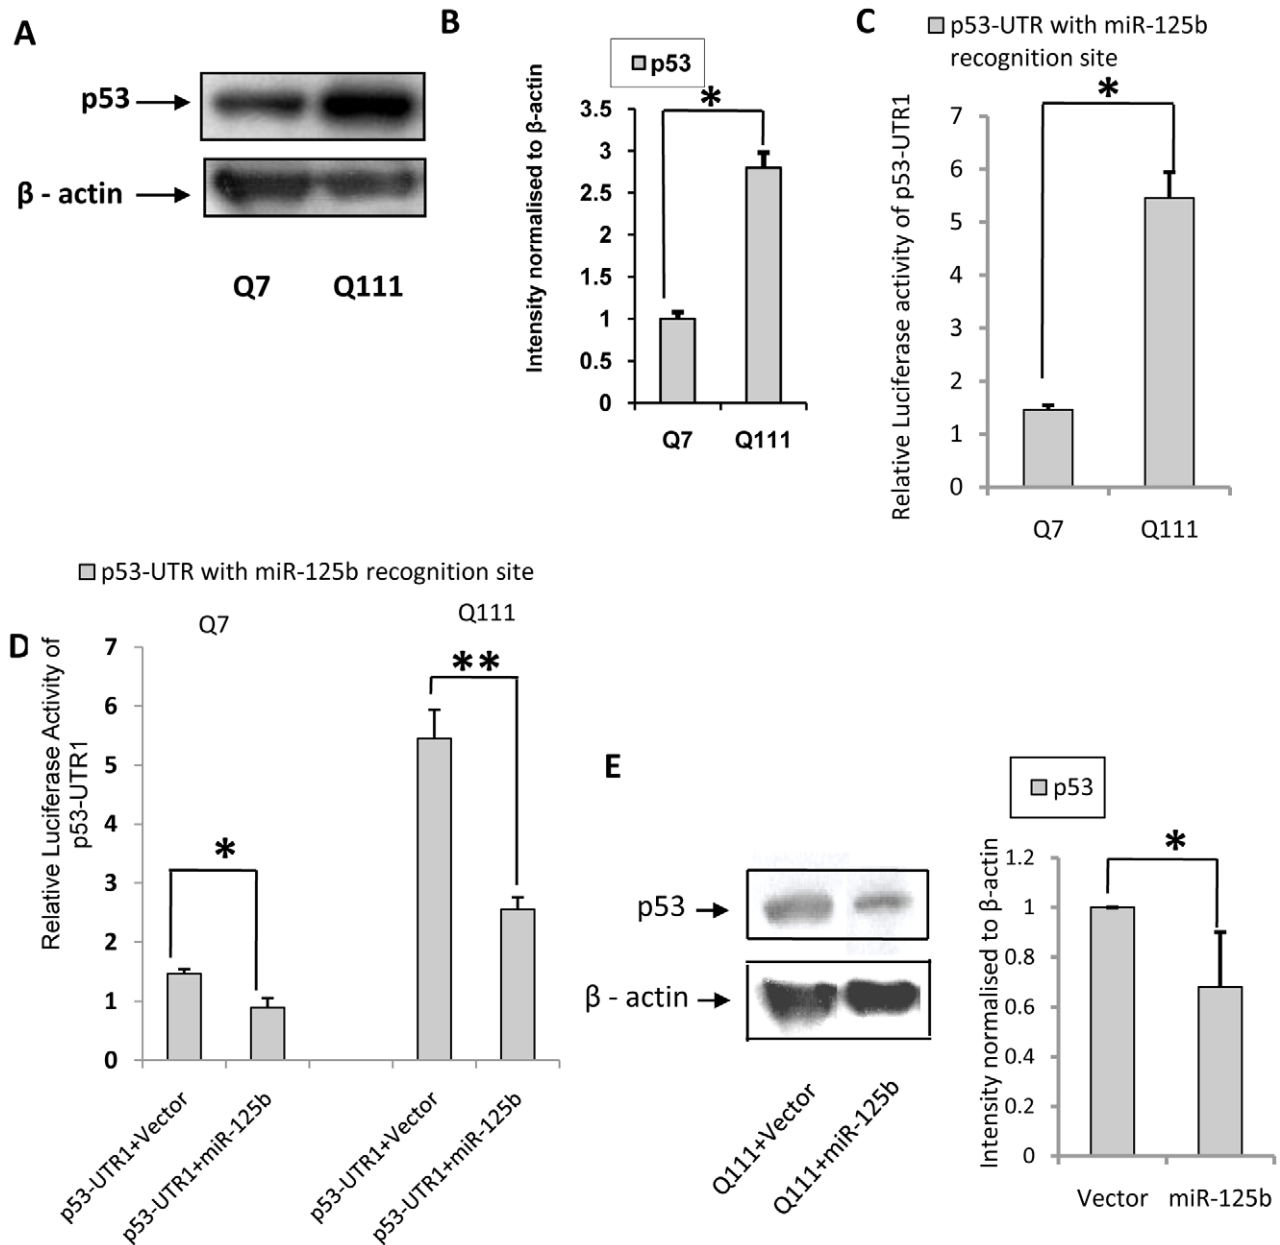 A
p53
β - actin
Q7 Q111
B
p53
*
Intensity normalised to β-actin
3.5
3
2.5
2
1.5
1
0.5
0
Q7 Q111
C
p53-UTR with miR-125b
recognition site
*
Relative Luciferase activity of p53-UTR1
7
6
5
4
3
2
1
0
Q7 Q111
D
p53-UTR with miR-125b recognition site
Q7 Q111
Relative Luciferase Activity of
p53-UTR1
7
6
5
4
3
2
1
0
*
**
p53-UTR1+Vector
p53-UTR1+miR-125b
p53-UTR1+Vector
p53-UTR1+miR-125b
E
p53
β - actin
Q111+Vector
Q111+miR-125b
p53
*
Intensity normalised to β-actin
1.2
1
0.8
0.6
0.4
0.2
0
Vector miR-125b